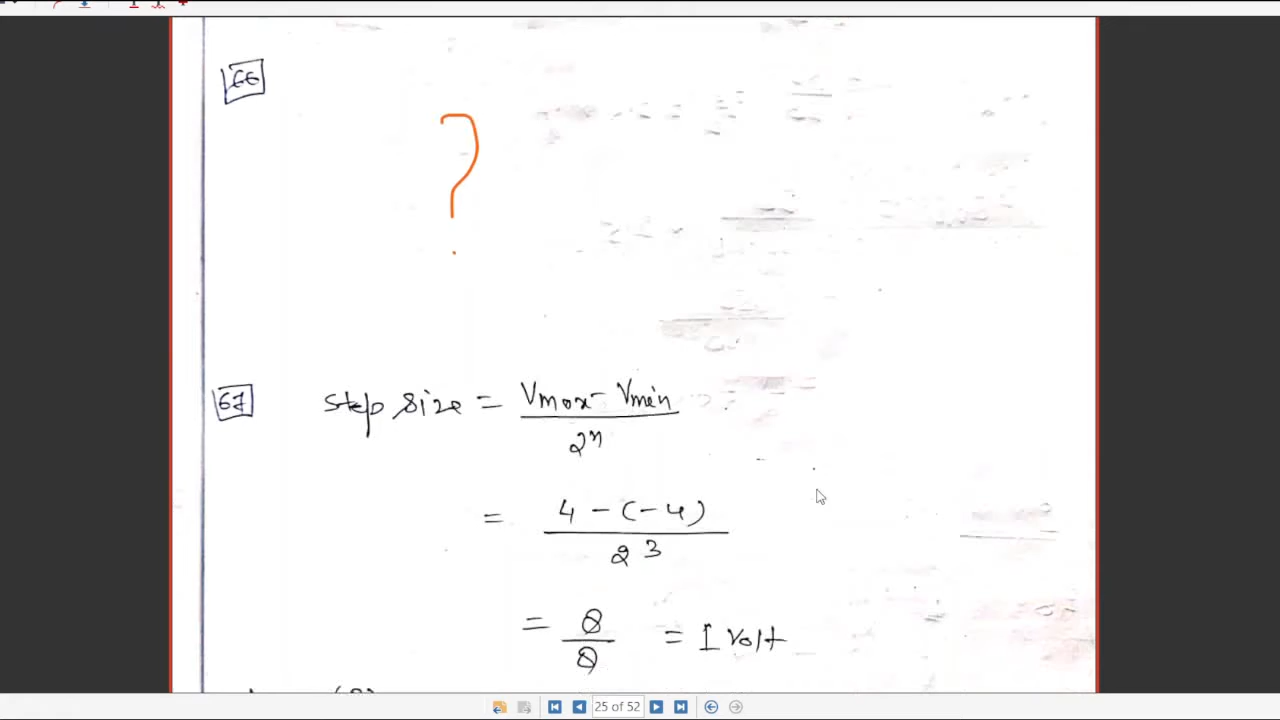 66
?
67 Step size = Vmax - Vmin / 2^n
= 4 - (-4) / 2^3
= 8 / 8 = 1 Volt
25 of 52